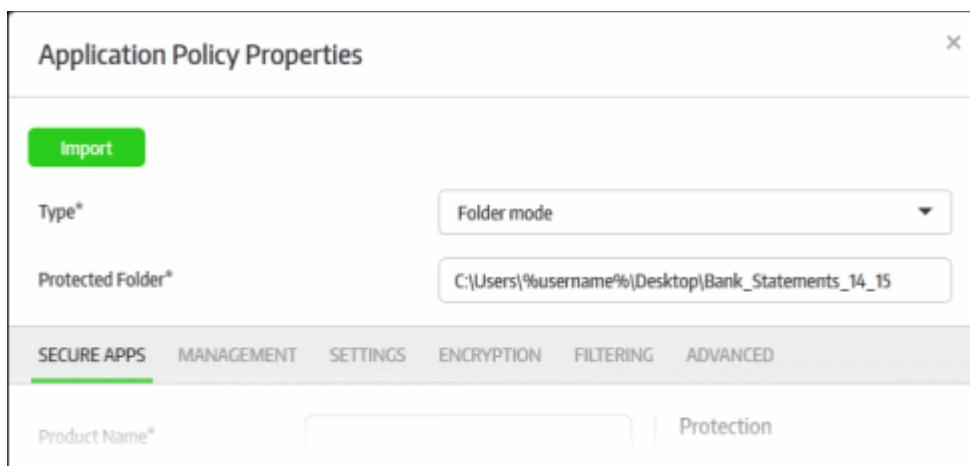 Application Policy Properties
×
Import
Type* Folder mode
Protected Folder* C:\Users\%username%\Desktop\Bank_Statements_14_15
SECURE APPS MANAGEMENT SETTINGS ENCRYPTION FILTERING ADVANCED
Product Name* Protection